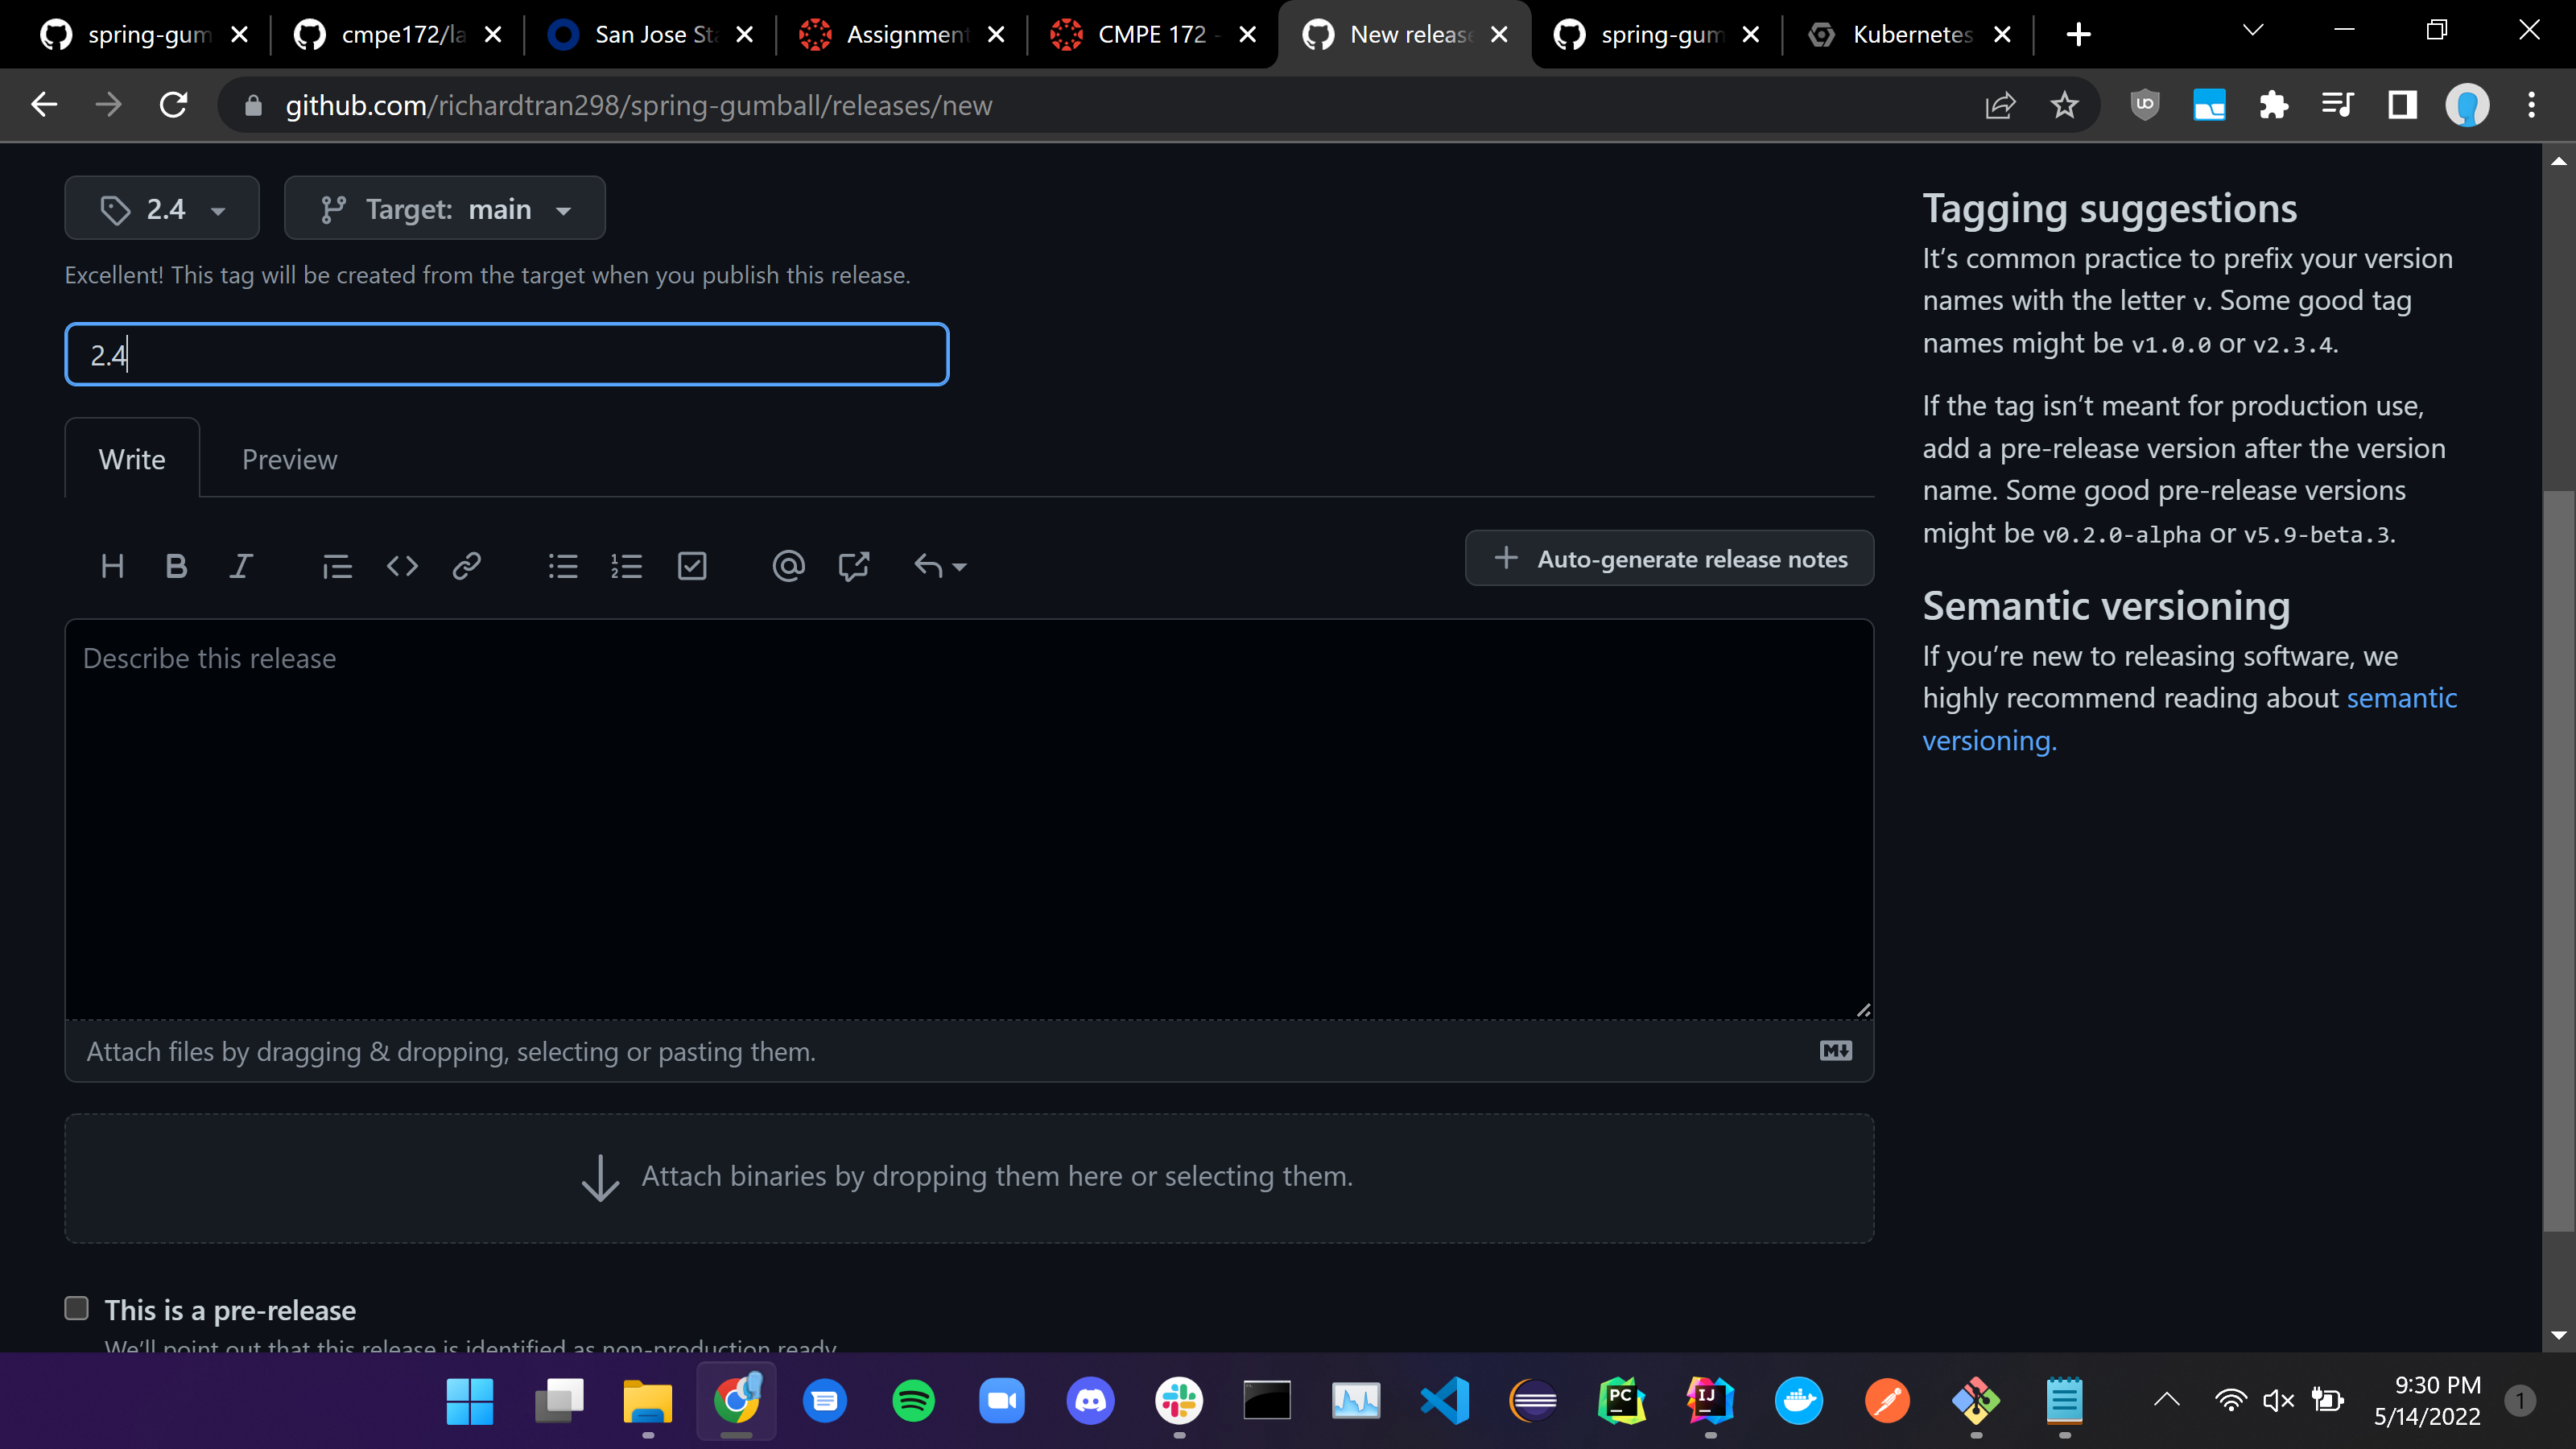 spring-gum
cmpe172/la
San Jose Sta
Assignment
CMPE 172 -
New release
spring-gum
Kubernetes
github.com/richardtran298/spring-gumball/releases/new
2.4
Target: main
Excellent! This tag will be created from the target when you publish this release.
2.4
Write
Preview
Auto-generate release notes
Describe this release
Attach files by dragging & dropping, selecting or pasting them.
Attach binaries by dropping them here or selecting them.
This is a pre-release
We'll point out that this release is identified as non-production ready
Tagging suggestions
It's common practice to prefix your version
names with the letter v. Some good tag
names might be v1.0.0 or v2.3.4.
If the tag isn't meant for production use,
add a pre-release version after the version
name. Some good pre-release versions
might be v0.2.0-alpha or v5.9-beta.3.
Semantic versioning
If you're new to releasing software, we
highly recommend reading about semantic
versioning.
PC
IJ
9:30 PM
5/14/2022
1